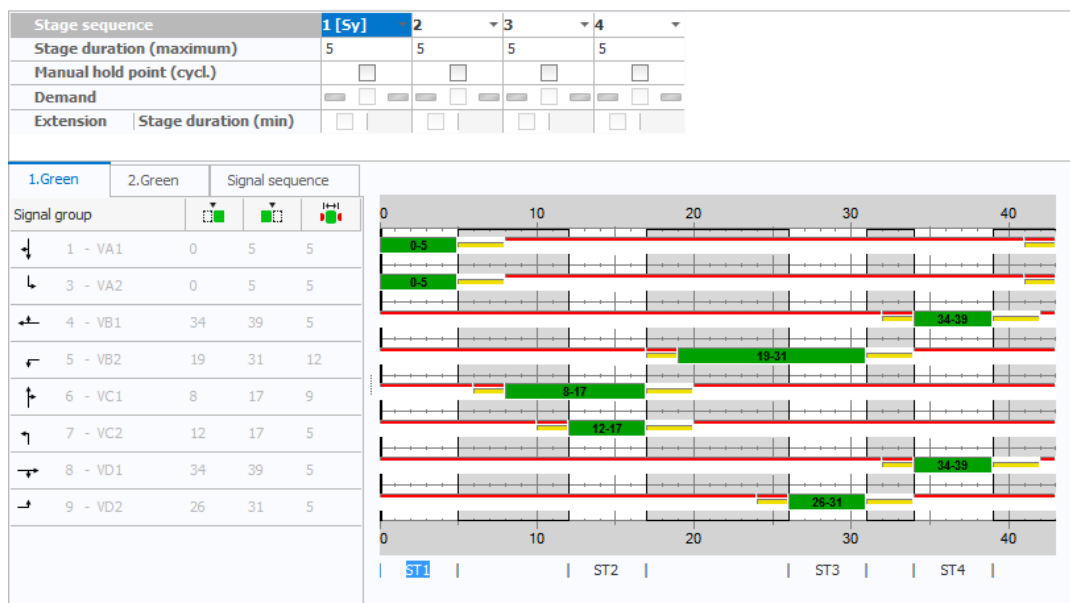 Stage sequence 1 [Sy] 2 3 4
Stage duration (maximum) 5 5 5 5
Manual hold point (cycl.)
Demand
Extension Stage duration (min)
1.Green 2.Green Signal sequence
Signal group
0 10 20 30 40
1 - VA1 0 5 5 0-5
3 - VA2 0 5 5 0-5
4 - VB1 34 39 5 34-39
5 - VB2 19 31 12 19-31
6 - VC1 8 17 9 8-17
7 - VC2 12 17 5 12-17
8 - VD1 34 39 5 34-39
9 - VD2 26 31 5 26-31
0 10 20 30 40
ST1 ST2 ST3 ST4